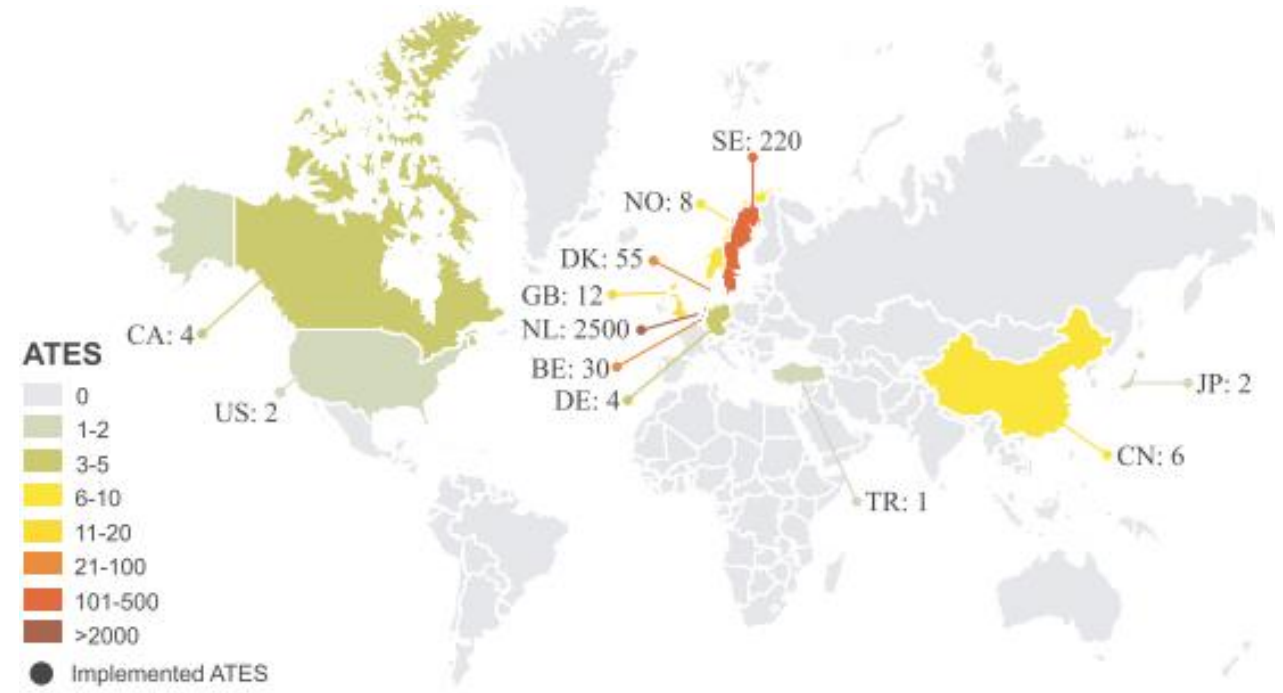 SE: 220
NO: 8
DK: 55
GB: 12
NL: 2500
CA: 4
BE: 30
DE: 4
US: 2
JP: 2
CN: 6
TR: 1
ATES
0
1-2
3-5
6-10
11-20
21-100
101-500
>2000
Implemented ATES